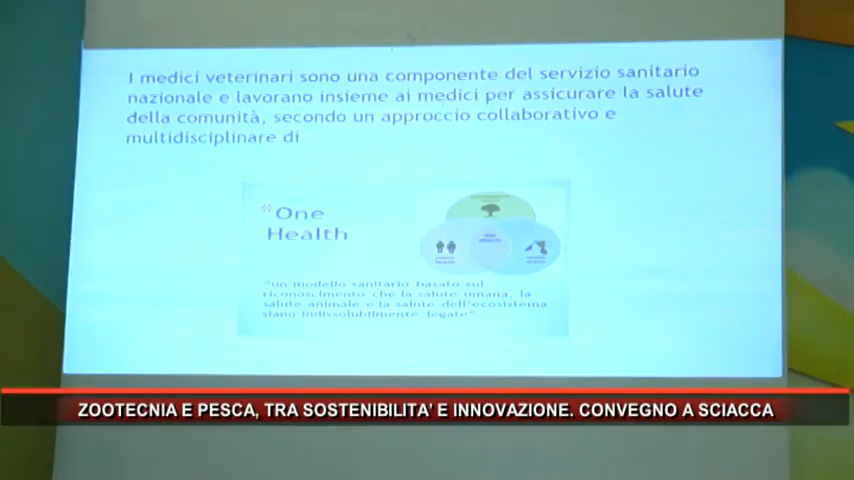 I medici veterinari sono una componente del servizio sanitario
nazionale e lavorano insieme ai medici per assicurare la salute
della comunità, secondo un approccio collaborativo e
multidisciplinare di
*One
Health
"un modello sanitario basato sul
riconoscimento che la salute umana, la
salute animale e la salute dell'ecosistema
siano indissolubilmente legate"
ZOOTECNIA E PESCA, TRA SOSTENIBILITA' E INNOVAZIONE. CONVEGNO A SCIACCA